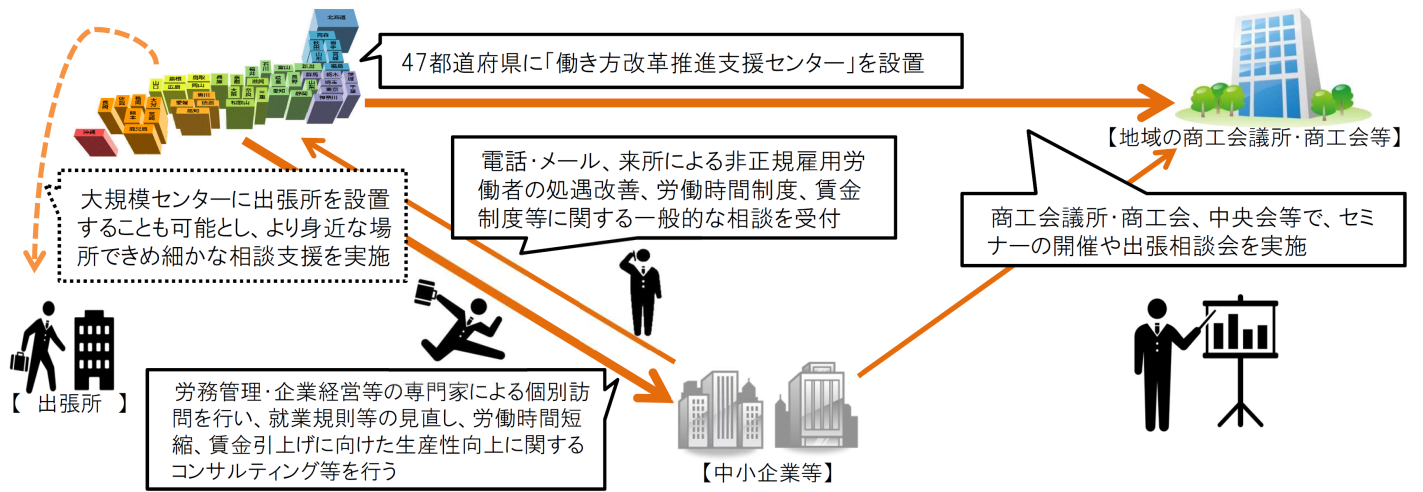 北海道
47都道府県に「働き方改革推進支援センター」を設置
沖縄
鹿児島
【地域の商工会議所・商工会等】
電話・メール、来所による非正規雇用労
働者の処遇改善、労働時間制度、賃金
制度等に関する一般的な相談を受付
大規模センターに出張所を設置
することも可能とし、より身近な場
所できめ細かな相談支援を実施
商工会議所・商工会、中央会等で、セミ
ナーの開催や出張相談会を実施
【 出張所 】
労務管理・企業経営等の専門家による個別訪
問を行い、就業規則等の見直し、労働時間短
縮、賃金引上げに向けた生産性向上に関する
コンサルティング等を行う
【中小企業等】